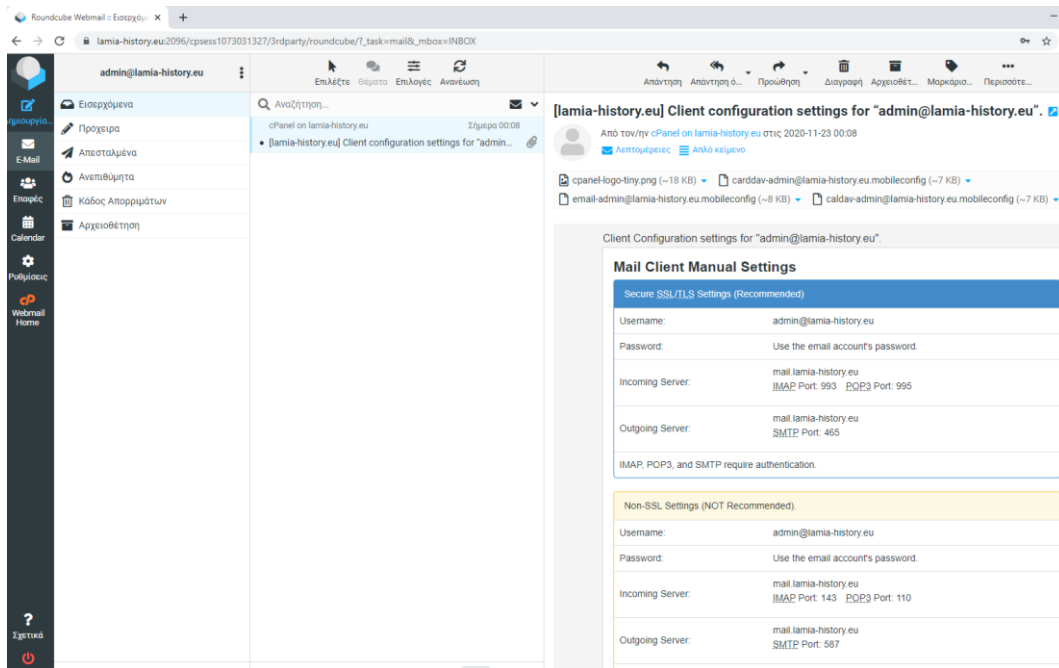 Roundcube Webmail :: Εισερχόμ
lamia-history.eu:2096/cpsess1073031327/3rdparty/roundcube/?_task=mail&_mbox=INBOX
admin@lamia-history.eu
Επιλέξτε Θέματα Επιλογές Ανανέωση
Απάντηση Απάντηση ό... Προώθηση Διαγραφή Αρχειοθέτ... Μαρκάρισ... Περισσότε...
ημιουργία...
E-Mail
Επαφές
Calendar
Ρυθμίσεις
cP
Webmail
Home
?
Σχετικά
Εισερχόμενα
Πρόχειρα
Απεσταλμένα
Ανεπιθύμητα
Κάδος Απορριμάτων
Αρχειοθέτηση
Αναζήτηση...
cPanel on lamia-history.eu Σήμερα 00:08
• [lamia-history.eu] Client configuration settings for “admin...
[lamia-history.eu] Client configuration settings for “admin@lamia-history.eu”.
Από τον/ην cPanel on lamia-history.eu στις 2020-11-23 00:08
Λεπτομέρειες Απλό κείμενο
cpanel-logo-tiny.png (~18 KB) carddav-admin@lamia-history.eu.mobileconfig (~7 KB)
email-admin@lamia-history.eu.mobileconfig (~8 KB) caldav-admin@lamia-history.eu.mobileconfig (~7 KB)
Client Configuration settings for “admin@lamia-history.eu”.
Mail Client Manual Settings
Secure SSL/TLS Settings (Recommended)
Username: admin@lamia-history.eu
Password: Use the email account’s password.
Incoming Server: mail.lamia-history.eu
IMAP Port: 993 POP3 Port: 995
Outgoing Server: mail.lamia-history.eu
SMTP Port: 465
IMAP, POP3, and SMTP require authentication.
Non-SSL Settings (NOT Recommended).
Username: admin@lamia-history.eu
Password: Use the email account’s password.
Incoming Server: mail.lamia-history.eu
IMAP Port: 143 POP3 Port: 110
Outgoing Server: mail.lamia-history.eu
SMTP Port: 587